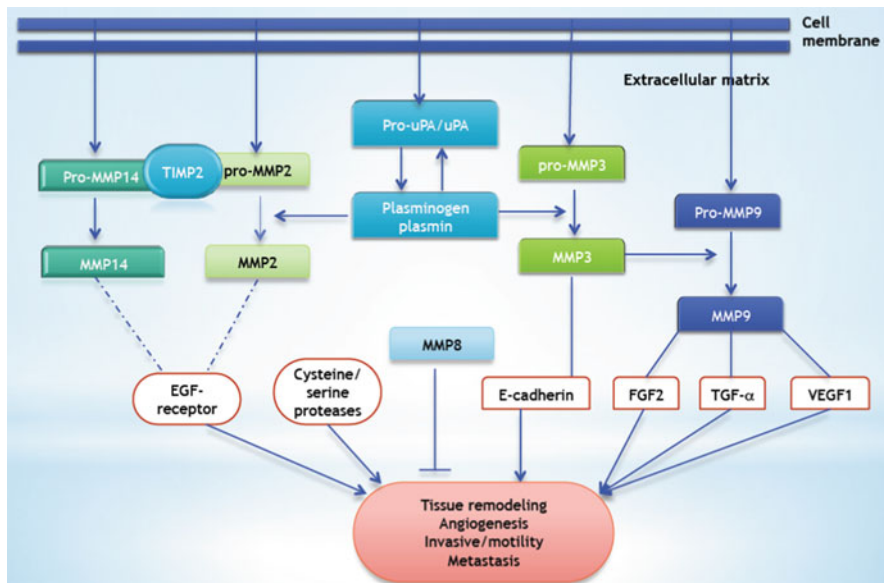 Cell
membrane
Extracellular matrix
Pro-uPA/uPA
Pro-MMP14
TIMP2
pro-MMP2
pro-MMP3
Plasminogen
plasmin
Pro-MMP9
MMP14
MMP2
MMP3
MMP9
MMP8
EGF-
receptor
Cysteine/
serine
proteases
E-cadherin
FGF2
TGF-α
VEGF1
Tissue remodeling
Angiogenesis
Invasive/motility
Metastasis